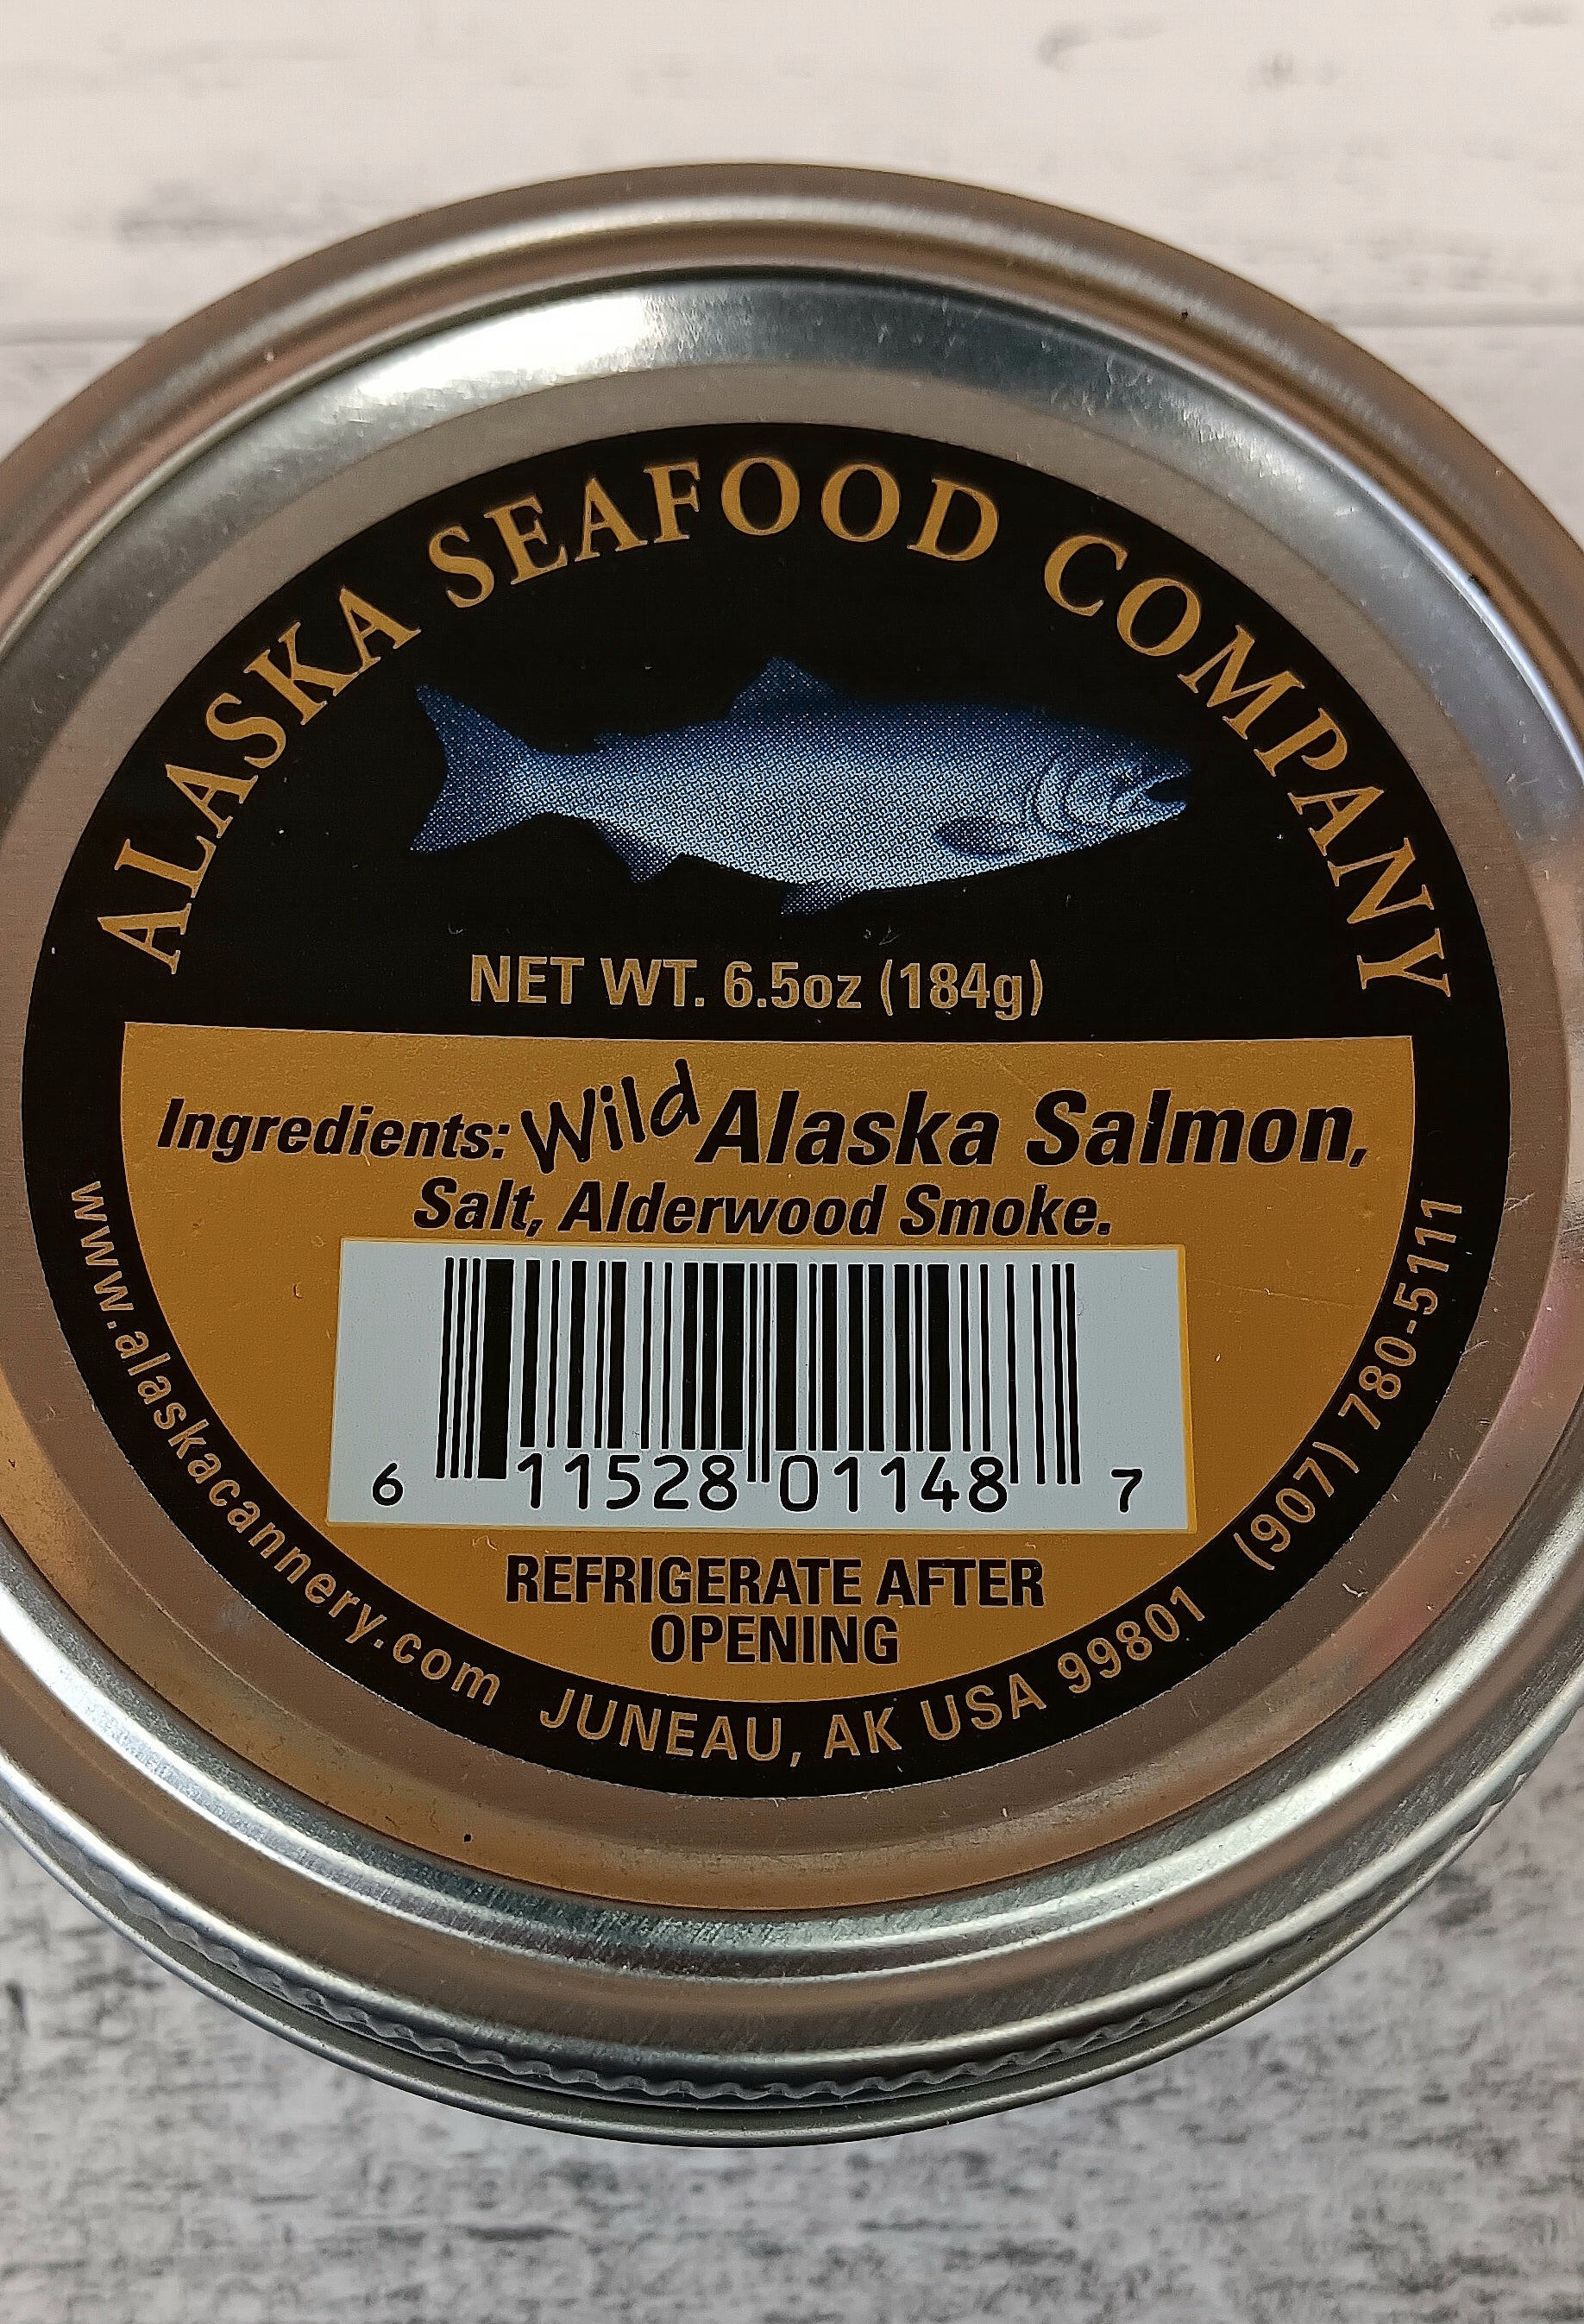 ALASKA SEAFOOD COMPANY
NET WT. 6.5oz (184g)
Ingredients: Wild Alaska Salmon,
Salt, Alderwood Smoke.
6 11528 01148 7
REFRIGERATE AFTER
OPENING
www.alaskacannery.com JUNEAU, AK USA 99801 (907) 780-5111